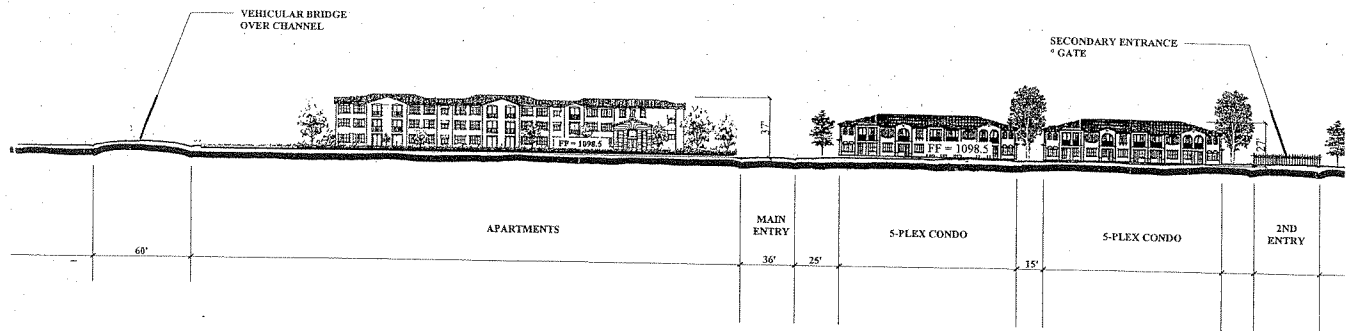 VEHICULAR BRIDGE
OVER CHANNEL
SECONDARY ENTRANCE
° GATE
37'
27'
FF = 1098.5
FF = 1098.5
APARTMENTS
MAIN
ENTRY
5-PLEX CONDO
5-PLEX CONDO
2ND
ENTRY
60'
36'
25'
15'